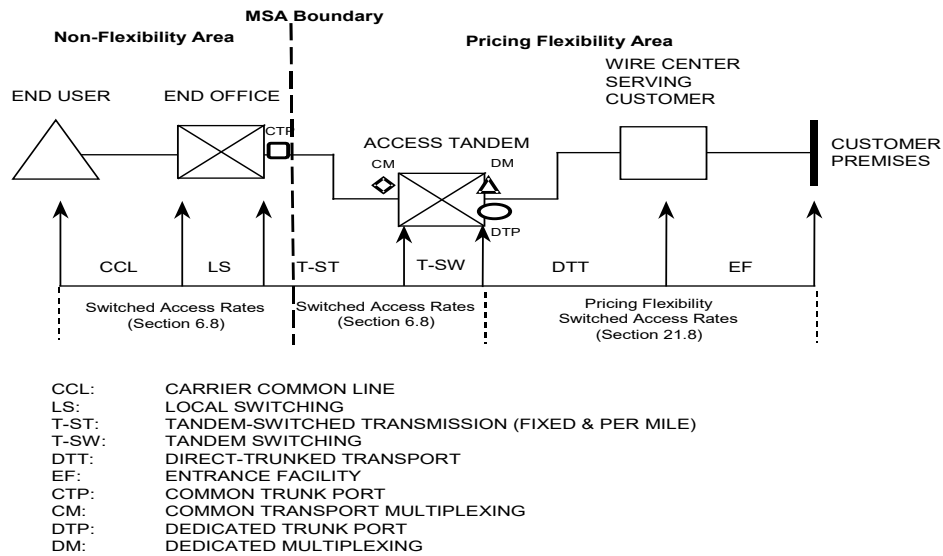 MSA Boundary
Non-Flexibility Area
Pricing Flexibility Area
WIRE CENTER
SERVING
CUSTOMER
END USER
END OFFICE
CTP
ACCESS TANDEM
CM
DM
CUSTOMER
PREMISES
DTP
CCL
LS
T-ST
T-SW
DTT
EF
Switched Access Rates
(Section 6.8)
Switched Access Rates
(Section 6.8)
Pricing Flexibility
Switched Access Rates
(Section 21.8)
CCL: CARRIER COMMON LINE
LS: LOCAL SWITCHING
T-ST: TANDEM-SWITCHED TRANSMISSION (FIXED & PER MILE)
T-SW: TANDEM SWITCHING
DTT: DIRECT-TRUNKED TRANSPORT
EF: ENTRANCE FACILITY
CTP: COMMON TRUNK PORT
CM: COMMON TRANSPORT MULTIPLEXING
DTP: DEDICATED TRUNK PORT
DM: DEDICATED MULTIPLEXING